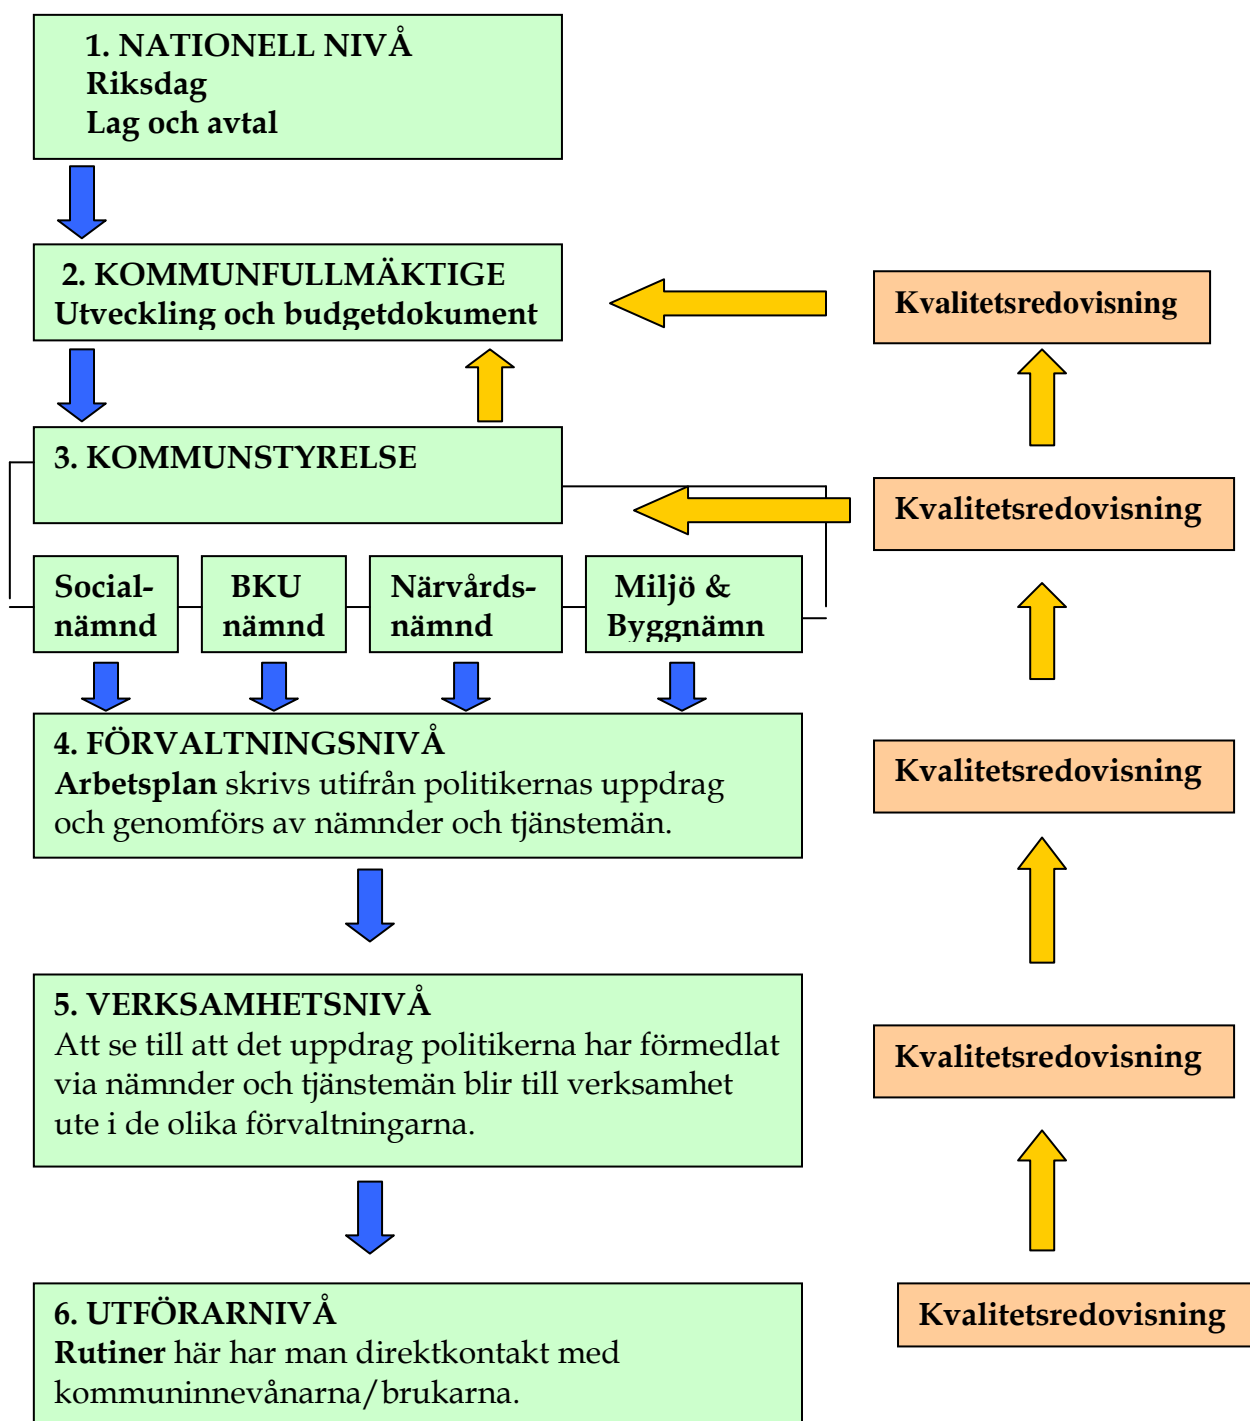 1. NATIONELL NIVÅ
Riksdag
Lag och avtal
2. KOMMUNFULLMÄKTIGE
Utveckling och budgetdokument
Kvalitetsredovisning
3. KOMMUNSTYRELSE
Kvalitetsredovisning
Social-
nämnd
BKU
nämnd
Närvårds-
nämnd
Miljö &
Byggnämn
4. FÖRVALTNINGSNIVÅ
Arbetsplan skrivs utifrån politikernas uppdrag
och genomförs av nämnder och tjänstemän.
Kvalitetsredovisning
5. VERKSAMHETSNIVÅ
Att se till att det uppdrag politikerna har förmedlat
via nämnder och tjänstemän blir till verksamhet
ute i de olika förvaltningarna.
Kvalitetsredovisning
6. UTFÖRARNIVÅ
Rutiner här har man direktkontakt med
kommuninnevånarna/brukarna.
Kvalitetsredovisning